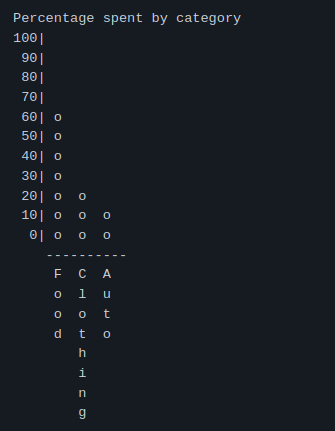 Percentage spent by category
100|
 90|
 80|
 70|
 60| o
 50| o
 40| o
 30| o
 20| o  o
 10| o  o  o
  0| o  o  o
    ----------
     F  C  A
     o  l  u
     o  o  t
     d  t  o
        h
        i
        n
        g